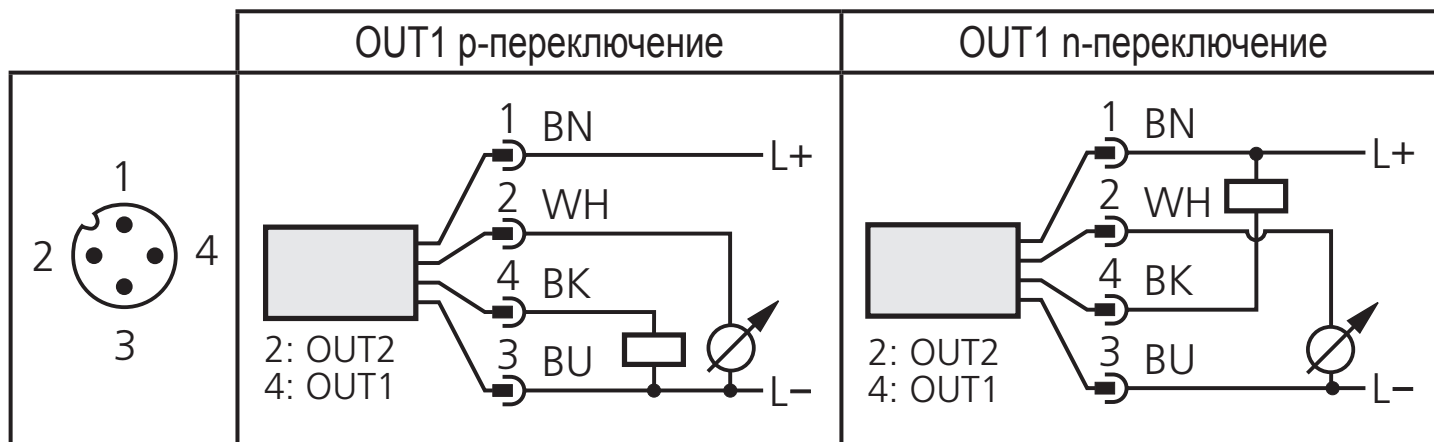 OUT1 p-переключение
OUT1 n-переключение
1
2
4
3
1 BN
L+
2 WH
4 BK
3 BU
L–
2: OUT2
4: OUT1
1 BN
L+
2 WH
4 BK
3 BU
L–
2: OUT2
4: OUT1